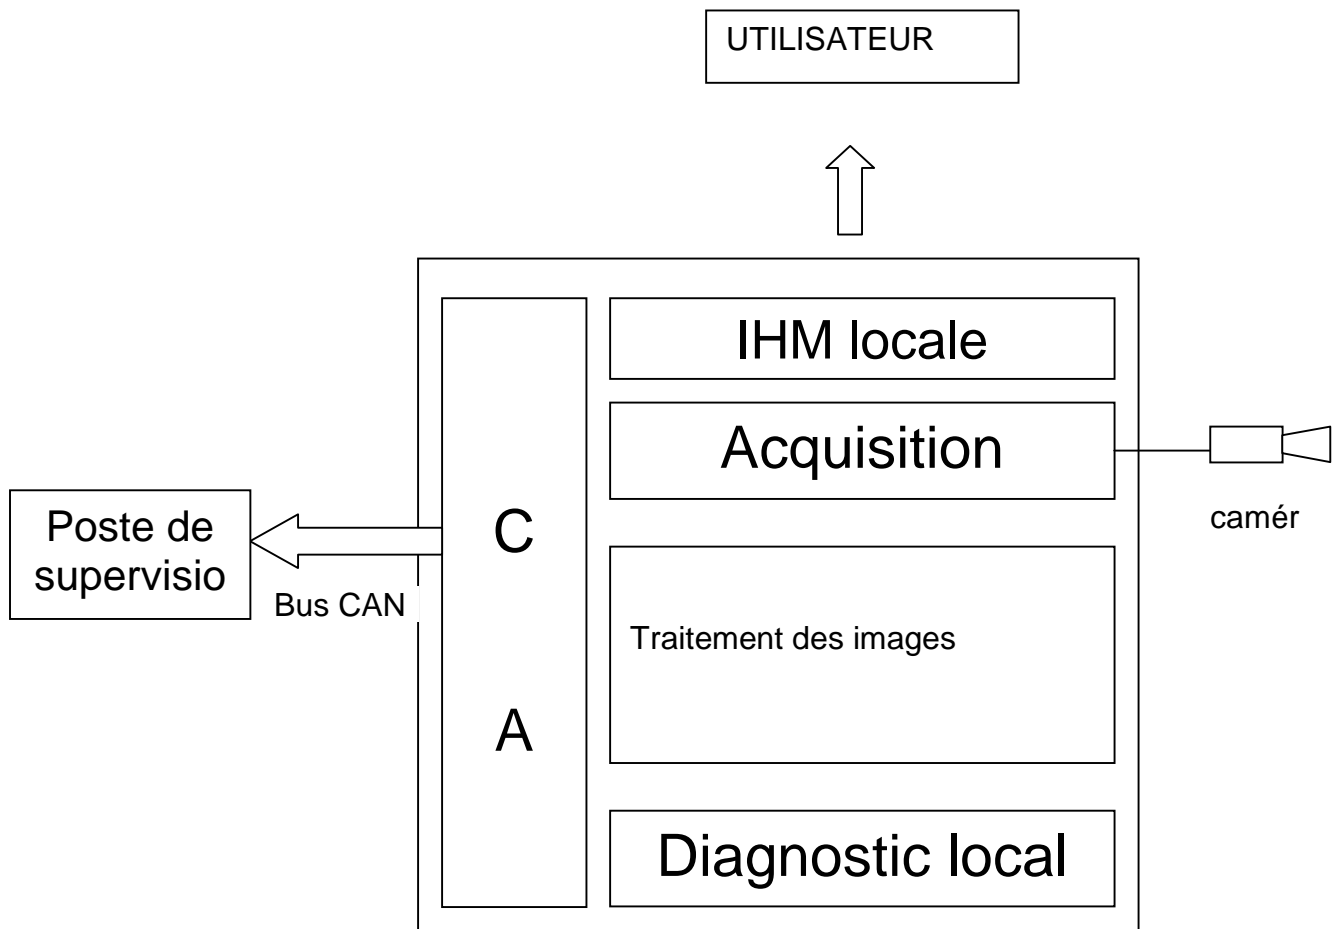 UTILISATEUR
IHM locale
Acquisition
camér
C
A
Poste de
supervisio
Bus CAN
Traitement des images
Diagnostic local